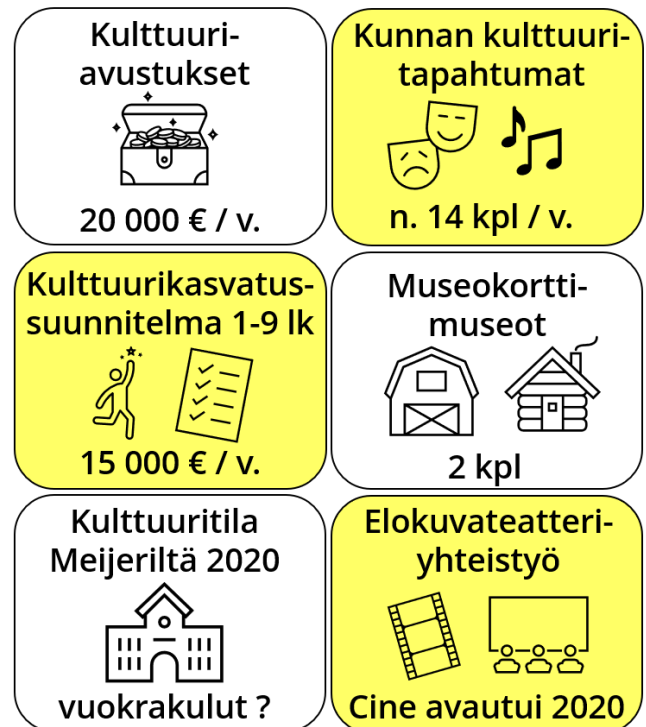 Kulttuuri-
avustukset
20 000 € / v.
Kunnan kulttuuri-
tapahtumat
n. 14 kpl / v.
Kulttuurikasvatus-
suunnitelma 1-9 lk
15 000 € / v.
Museokortti-
museot
2 kpl
Kulttuuritila
Meijeriltä 2020
vuokrakulut ?
Elokuvateatteri-
yhteistyö
Cine avautui 2020